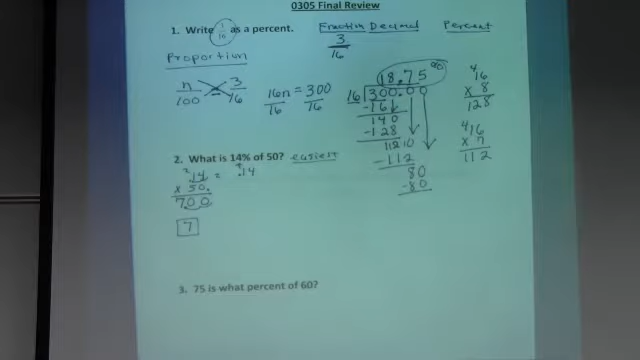 0305 Final Review
1. Write 3/16 as a percent.
Fraction Decimal Percent
3/16
Proportion
n/100 = 3/16
16n/16 = 300/16
18.75%
16 300.00
-16
140
-128
1120
-112
80
-80
16
x 8
128
16
x 7
112
2. What is 14% of 50? easiest
.14 = .14
x 50.
700
7
3. 75 is what percent of 60?